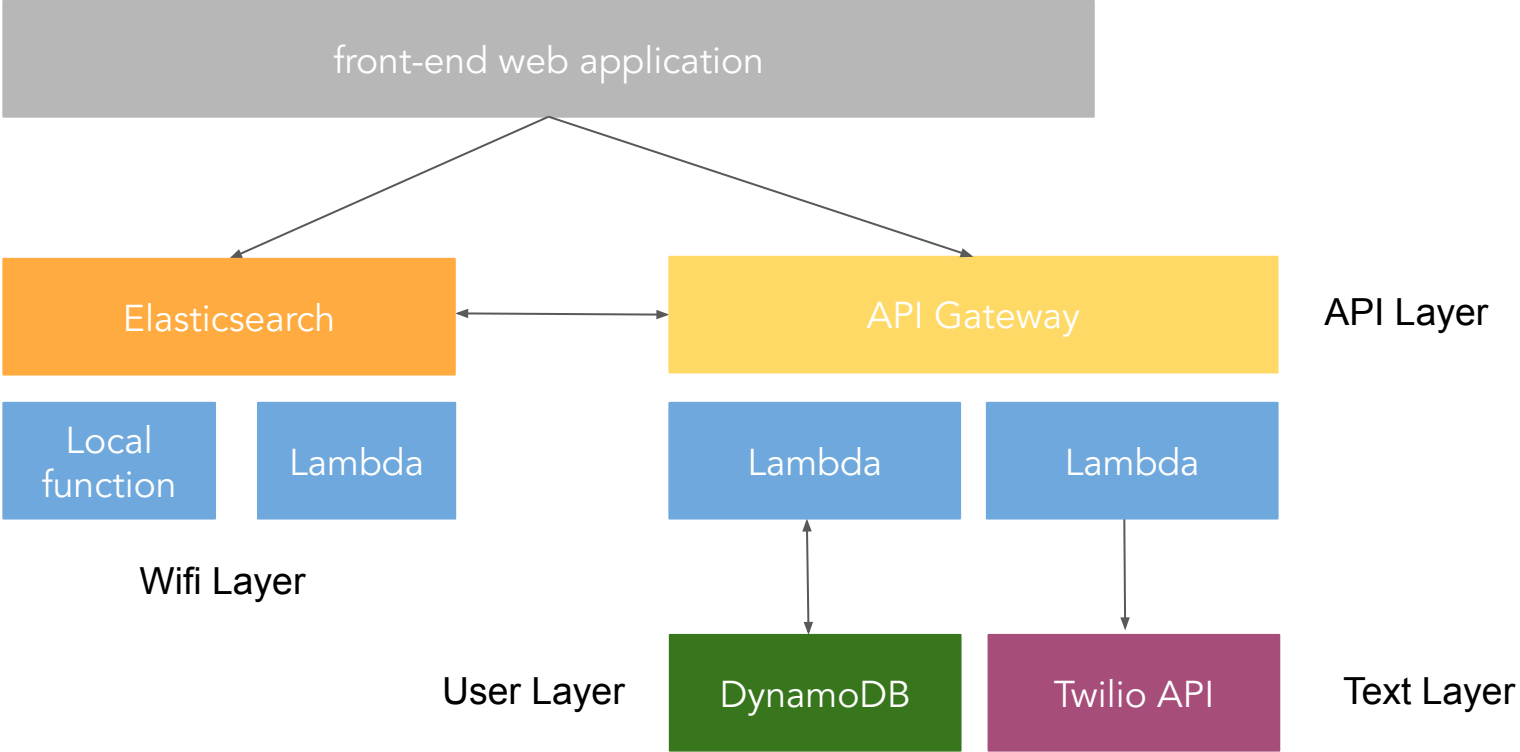 front-end web application
Elasticsearch
API Gateway
API Layer
Local
function
Lambda
Lambda
Lambda
Wifi Layer
User Layer
DynamoDB
Twilio API
Text Layer